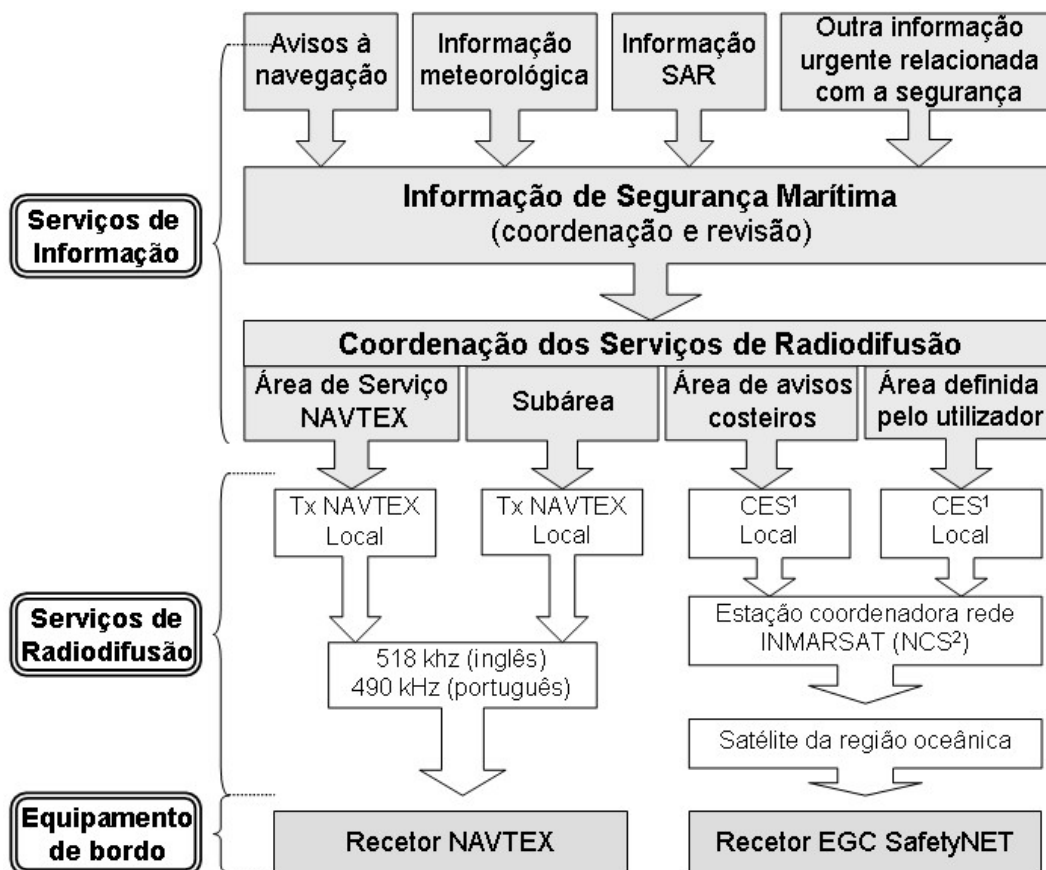 Avisos à
navegação
Informação
meteorológica
Informação
SAR
Outra informação
urgente relacionada
com a segurança
Serviços de
Informação
Informação de Segurança Marítima
(coordenação e revisão)
Coordenação dos Serviços de Radiodifusão
Área de Serviço
NAVTEX
Subárea
Área de avisos
costeiros
Área definida
pelo utilizador
Serviços de
Radiodifusão
Tx NAVTEX
Local
Tx NAVTEX
Local
CES¹
Local
CES¹
Local
518 khz (inglês)
490 kHz (português)
Estação coordenadora rede
INMARSAT (NCS²)
Satélite da região oceânica
Equipamento
de bordo
Recetor NAVTEX
Recetor EGC SafetyNET